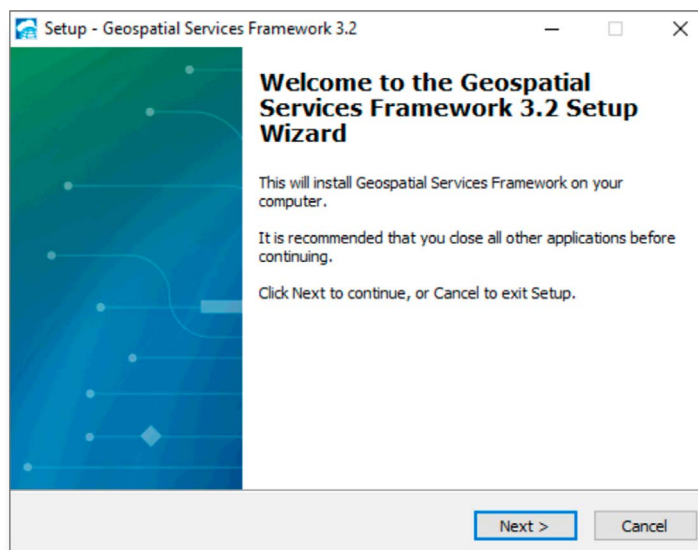 Setup - Geospatial Services Framework 3.2
Welcome to the Geospatial
Services Framework 3.2 Setup
Wizard
This will install Geospatial Services Framework on your
computer.
It is recommended that you close all other applications before
continuing.
Click Next to continue, or Cancel to exit Setup.
Next >
Cancel